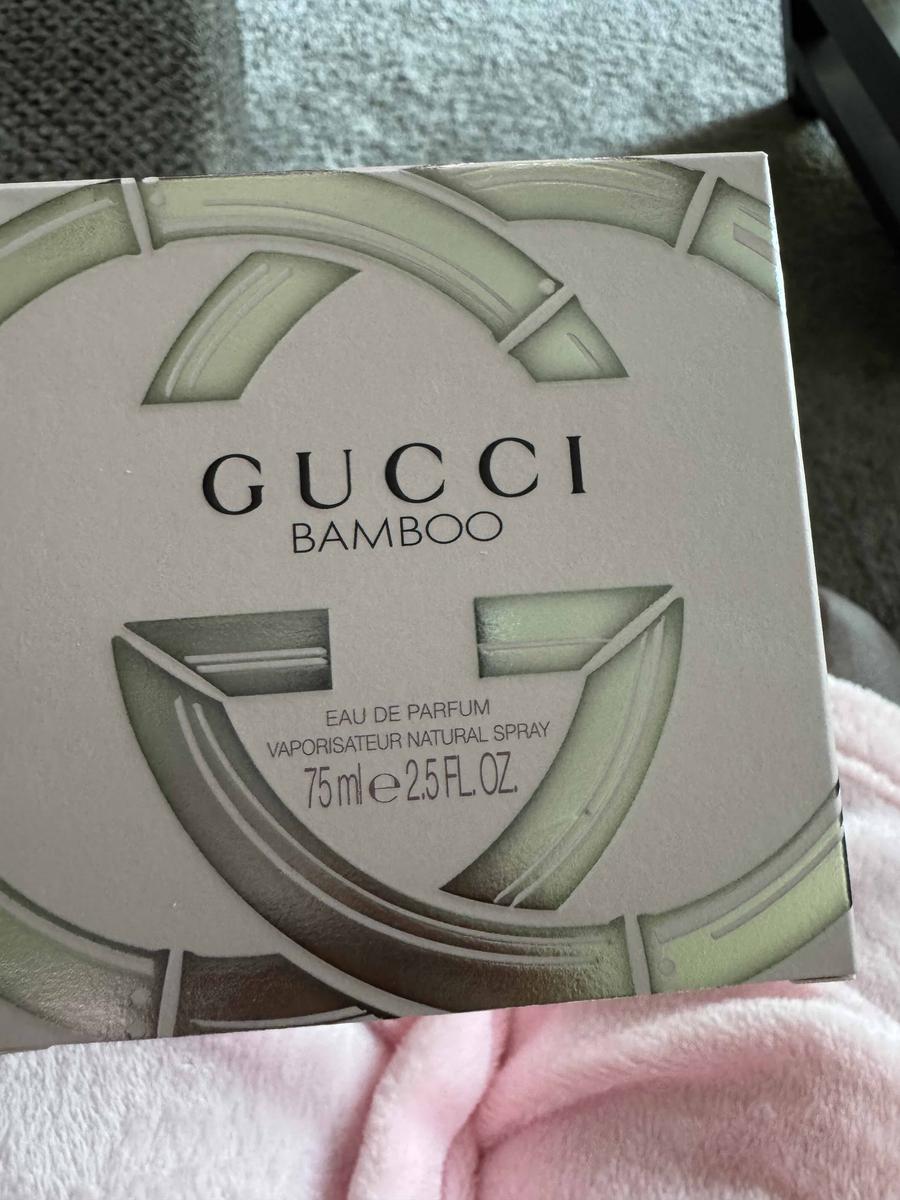 GUCCI
BAMBOO
EAU DE PARFUM
VAPORISATEUR NATURAL SPRAY
75 ml e 2.5 FL. OZ.